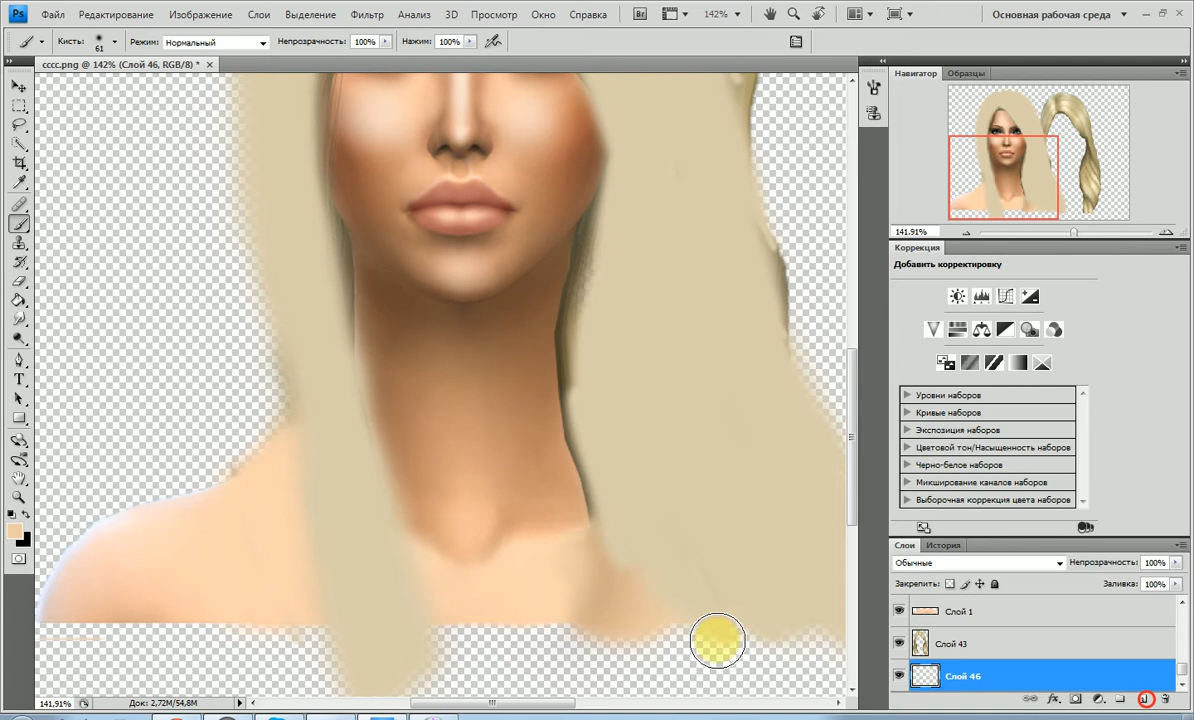 Ps Файл Редактирование Изображение Слои Выделение Фильтр Анализ 3D Просмотр Окно Справка Br 142% Основная рабочая среда
Кисть: 61 Режим: Нормальный Непрозрачность: 100% Нажим: 100%
cccc.png @ 142% (Слой 46, RGB/8) *
Навигатор Образцы
141.91%
Коррекция
Добавить корректировку
Уровни наборов
Кривые наборов
Экспозиция наборов
Цветовой тон/Насыщенность наборов
Черно-белое наборов
Микширование каналов наборов
Выборочная коррекция цвета наборов
Слои История
Обычные Непрозрачность: 100%
Закрепить: Заливка: 100%
Слой 1
Слой 43
Слой 46
141,91% Док: 2,72M/54,8M